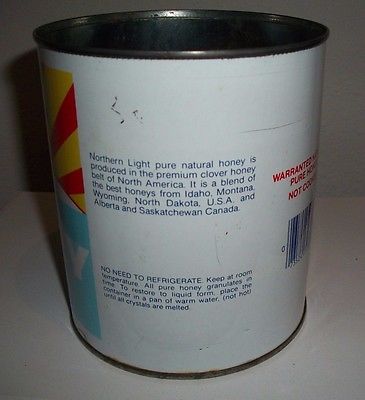 Northern Light pure natural honey is
produced in the premium clover honey
belt of North America. It is a blend of
the best honeys from Idaho, Montana,
Wyoming, North Dakota, U.S.A. and
Alberta and Saskatchewan Canada.
NO NEED TO REFRIGERATE. Keep at room
temperature. All pure honey granulates in
time. To restore to liquid form, place the
container in a pan of warm water, (not hot)
until all crystals are melted.
WARRANTED
PURE
NOT
0
Y